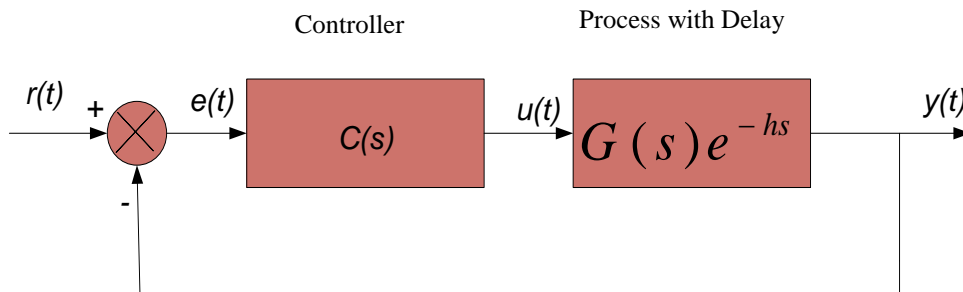 Controller
Process with Delay
r(t)
+
e(t)
C(s)
u(t)
G(s)e^{-hs}
y(t)
-